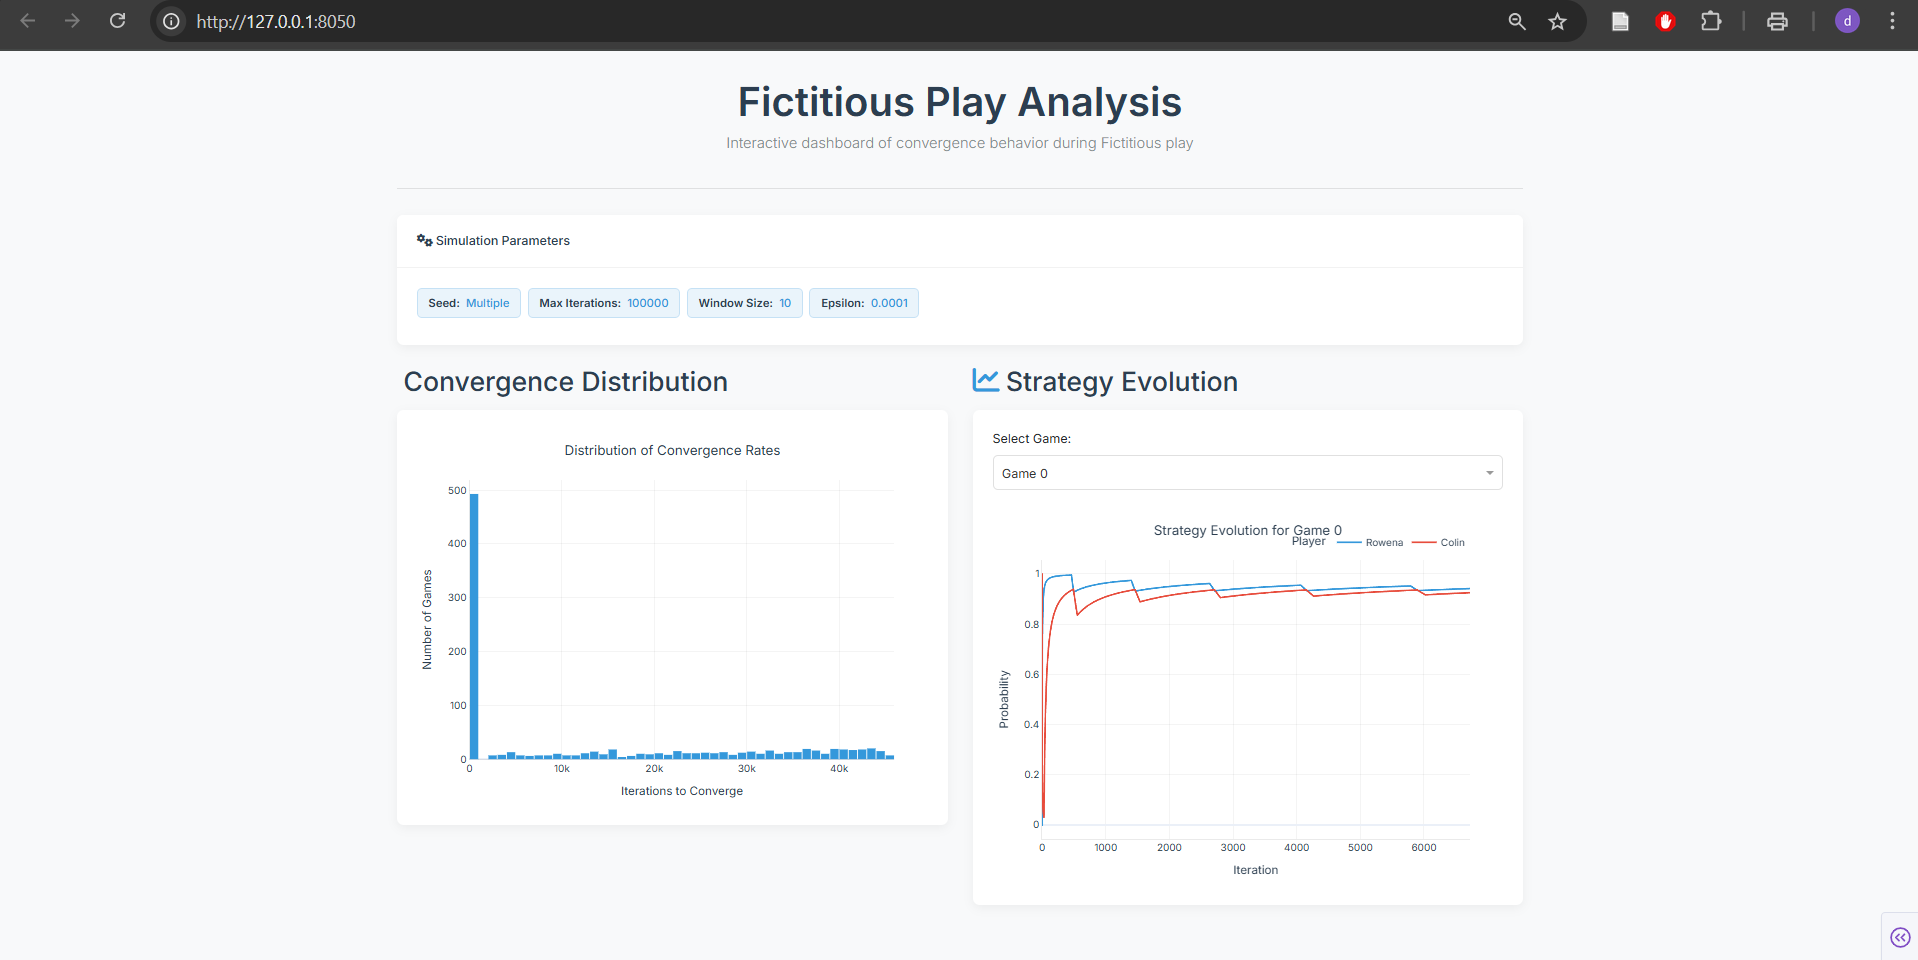 http://127.0.0.1:8050
d
Fictitious Play Analysis
Interactive dashboard of convergence behavior during Fictitious play
Simulation Parameters
Seed: Multiple
Max Iterations: 100000
Window Size: 10
Epsilon: 0.0001
Convergence Distribution
Distribution of Convergence Rates
Number of Games
500
400
300
200
100
0
0 10k 20k 30k 40k
Iterations to Converge
Strategy Evolution
Select Game:
Game 0
Strategy Evolution for Game 0
Player Rowena Colin
Probability
1
0.8
0.6
0.4
0.2
0
0 1000 2000 3000 4000 5000 6000
Iteration